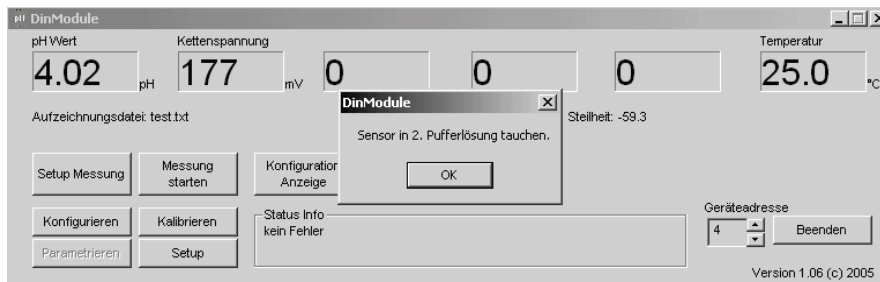 pH DinModule
pH Wert Kettenspannung Temperatur
4.02 pH 177 mV 0 0 0 25.0 °C
DinModule
Aufzeichnungsdatei: test.txt Steilheit: -59.3
Sensor in 2. Pufferlösung tauchen.
OK
Setup Messung Messung starten Konfiguration Anzeige
Geräteadresse
Konfigurieren Kalibrieren Status Info
kein Fehler
4 Beenden
Parametrieren Setup
Version 1.06 (c) 2005